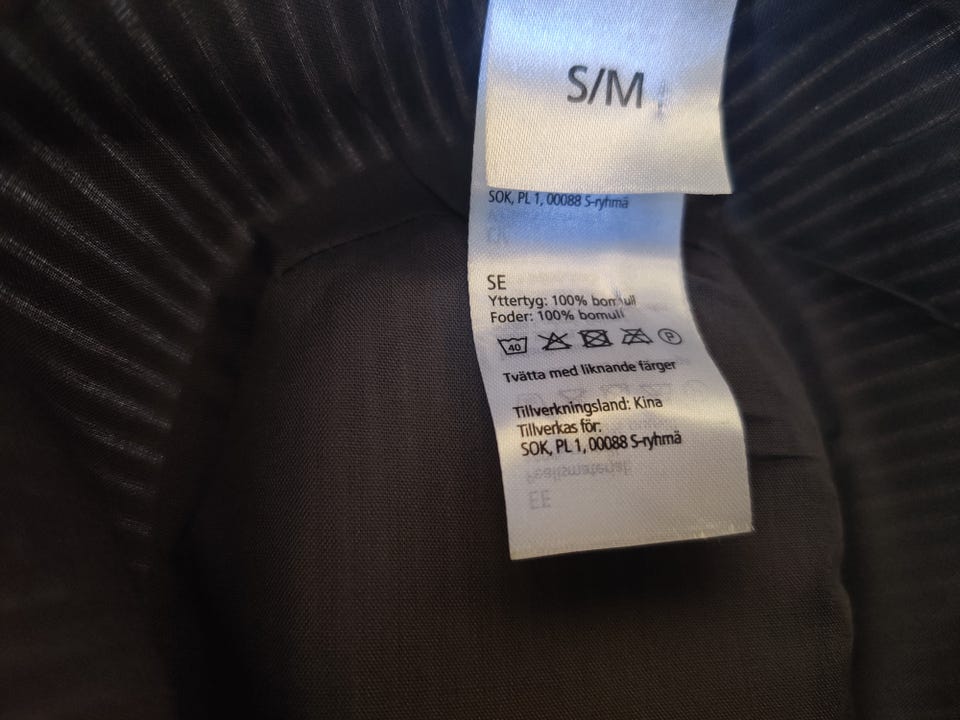 S/M
SOK, PL 1, 00088 S-ryhmä
SE
Yttertyg: 100% bomull
Foder: 100% bomull
40 P
Tvätta med liknande färger
Tillverkningsland: Kina
Tillverkas för:
SOK, PL 1, 00088 S-ryhmä
EE